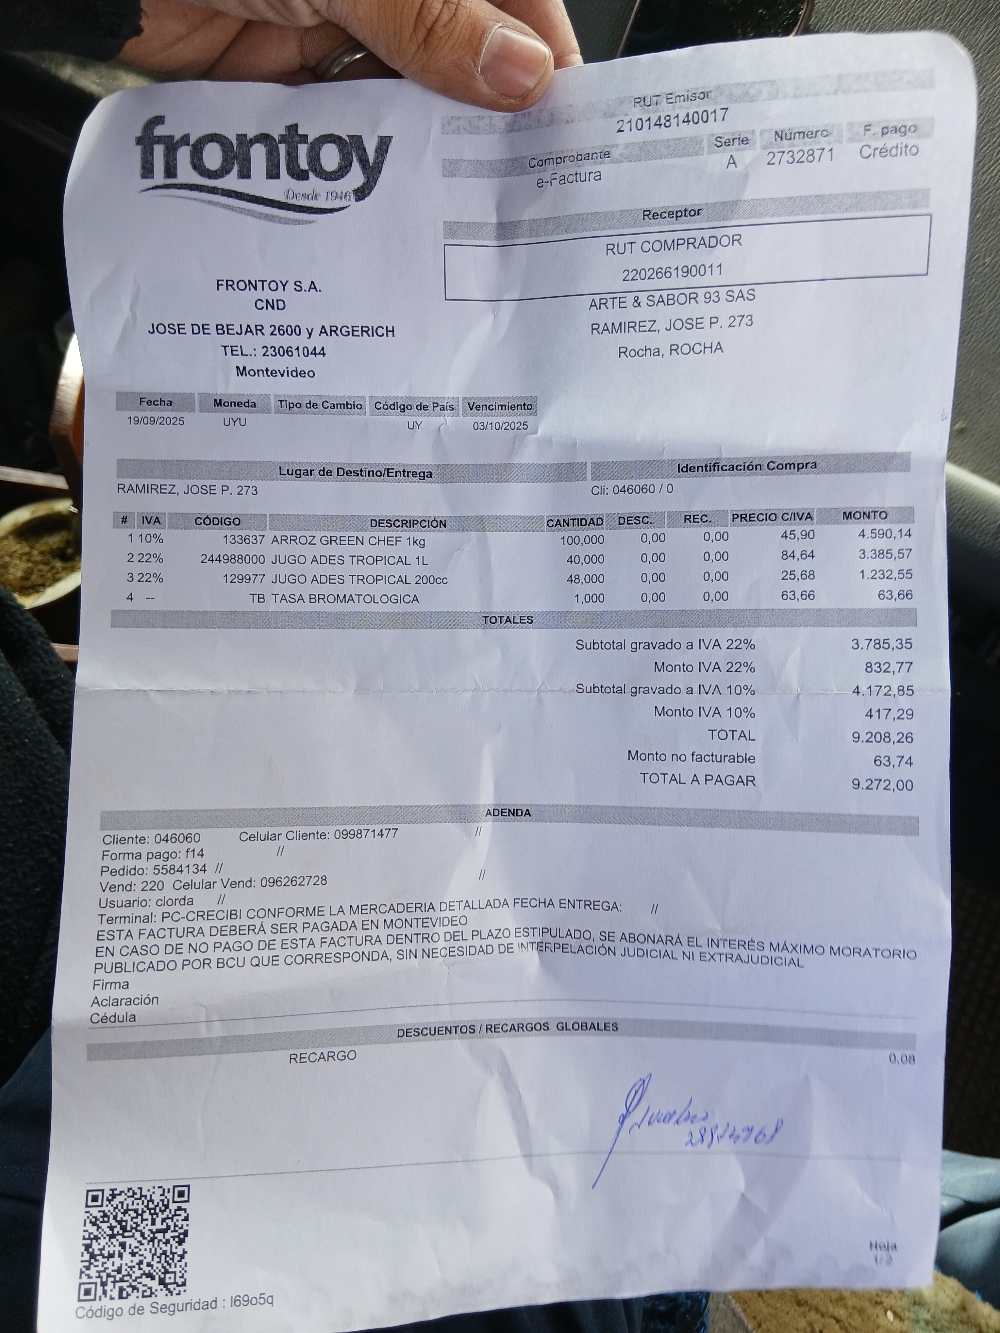 frontoy
Desde 1946
RUT Emisor
210148140017
Comprobante Serie Número F. pago
e-Factura A 2732871 Crédito
Receptor
RUT COMPRADOR
220266190011
ARTE & SABOR 93 SAS
RAMIREZ, JOSE P. 273
Rocha, ROCHA
FRONTOY S.A.
CND
JOSE DE BEJAR 2600 y ARGERICH
TEL.: 23061044
Montevideo
Fecha Moneda Tipo de Cambio Código de País Vencimiento
19/09/2025 UYU UY 03/10/2025
Lugar de Destino/Entrega Identificación Compra
RAMIREZ, JOSE P. 273 Cli: 046060 / 0
# IVA CÓDIGO DESCRIPCIÓN CANTIDAD DESC. REC. PRECIO C/IVA MONTO
1 10% 133637 ARROZ GREEN CHEF 1kg 100,000 0,00 0,00 45,90 4.590,14
2 22% 244988000 JUGO ADES TROPICAL 1L 40,000 0,00 0,00 84,64 3.385,57
3 22% 129977 JUGO ADES TROPICAL 200cc 48,000 0,00 0,00 25,68 1.232,55
4 -- TB TASA BROMATOLOGICA 1,000 0,00 0,00 63,66 63,66
TOTALES
Subtotal gravado a IVA 22% 3.785,35
Monto IVA 22% 832,77
Subtotal gravado a IVA 10% 4.172,85
Monto IVA 10% 417,29
TOTAL 9.208,26
Monto no facturable 63,74
TOTAL A PAGAR 9.272,00
ADENDA
Cliente: 046060 Celular Cliente: 099871477 //
Forma pago: f14 //
Pedido: 5584134 //
Vend: 220 Celular Vend: 096262728 //
Usuario: clorda //
Terminal: PC-CRECIBI CONFORME LA MERCADERIA DETALLADA FECHA ENTREGA: //
ESTA FACTURA DEBERÁ SER PAGADA EN MONTEVIDEO
EN CASO DE NO PAGO DE ESTA FACTURA DENTRO DEL PLAZO ESTIPULADO, SE ABONARÁ EL INTERÉS MÁXIMO MORATORIO
PUBLICADO POR BCU QUE CORRESPONDA, SIN NECESIDAD DE INTERPELACIÓN JUDICIAL NI EXTRAJUDICIAL
Firma
Aclaración
Cédula
DESCUENTOS / RECARGOS GLOBALES
RECARGO 0,08
Hoja
1/2
Código de Seguridad : l69o5q